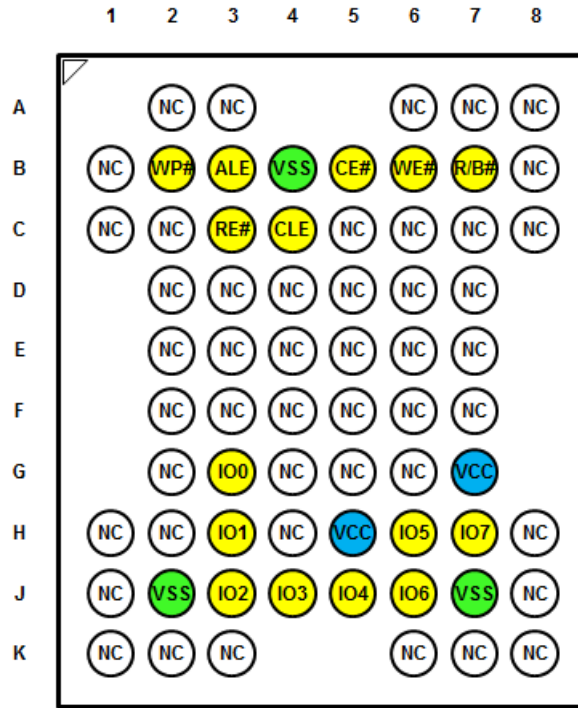 1 2 3 4 5 6 7 8
A NC NC NC NC NC
B NC WP# ALE VSS CE# WE# R/B# NC
C NC NC RE# CLE NC NC NC NC
D NC NC NC NC NC NC
E NC NC NC NC NC NC
F NC NC NC NC NC NC
G NC IO0 NC NC NC VCC
H NC NC IO1 NC VCC IO5 IO7 NC
J NC VSS IO2 IO3 IO4 IO6 VSS NC
K NC NC NC NC NC NC